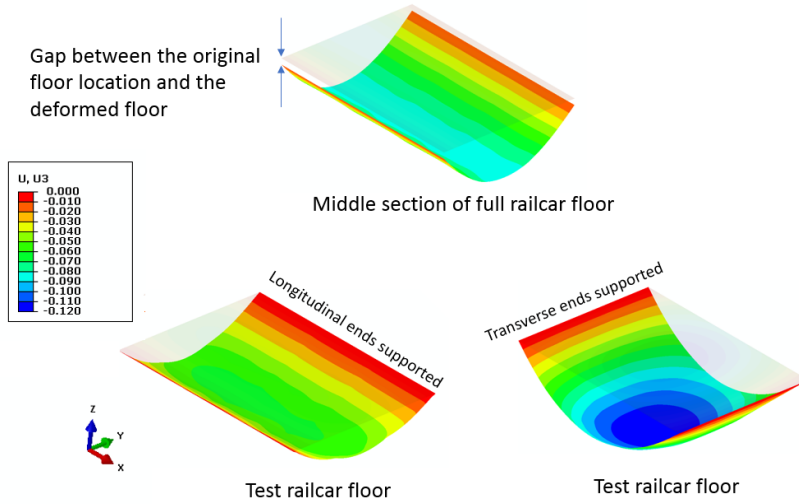 Gap between the original
floor location and the
deformed floor
Middle section of full railcar floor
U, U3
0.000
-0.010
-0.020
-0.030
-0.040
-0.050
-0.060
-0.070
-0.080
-0.090
-0.100
-0.110
-0.120
Longitudinal ends supported
Transverse ends supported
Z
Y
X
Test railcar floor
Test railcar floor